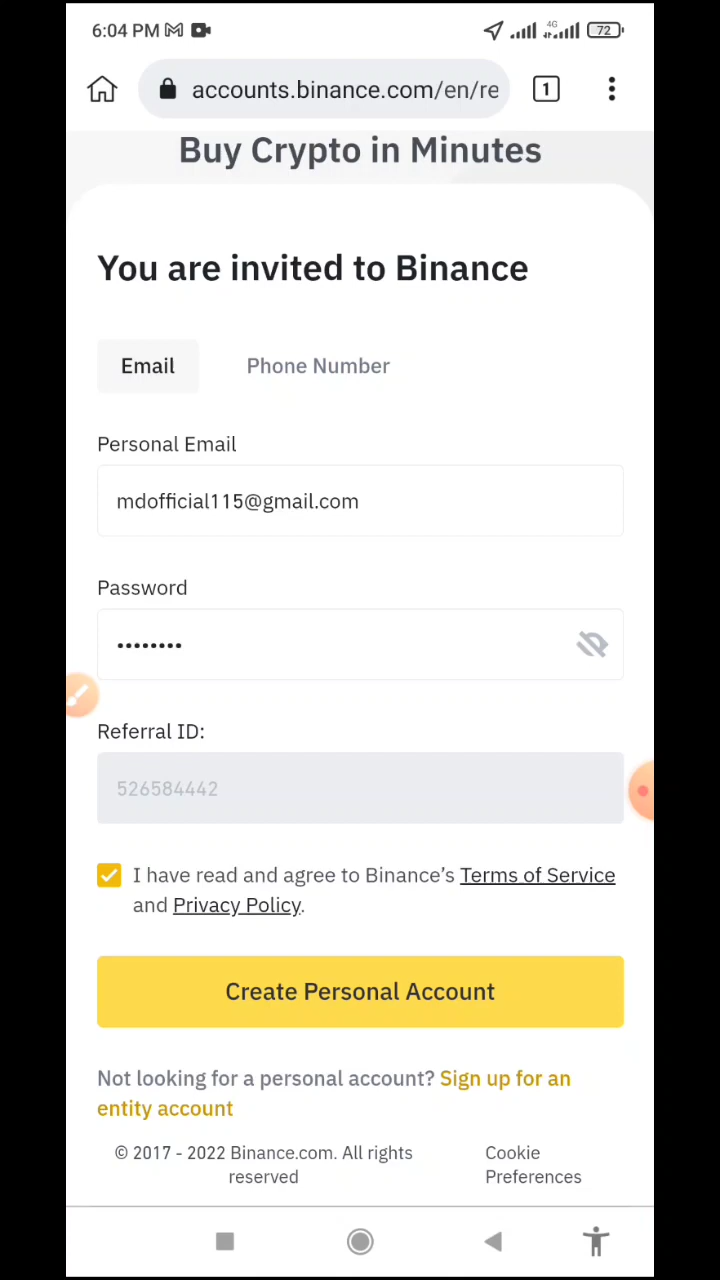 6:04 PM
4G
72
accounts.binance.com/en/re
1
Buy Crypto in Minutes
You are invited to Binance
Email
Phone Number
Personal Email
mdofficial115@gmail.com
Password
••••••••
Referral ID:
526584442
I have read and agree to Binance’s Terms of Service
and Privacy Policy.
Create Personal Account
Not looking for a personal account? Sign up for an
entity account
© 2017 - 2022 Binance.com. All rights
reserved
Cookie
Preferences